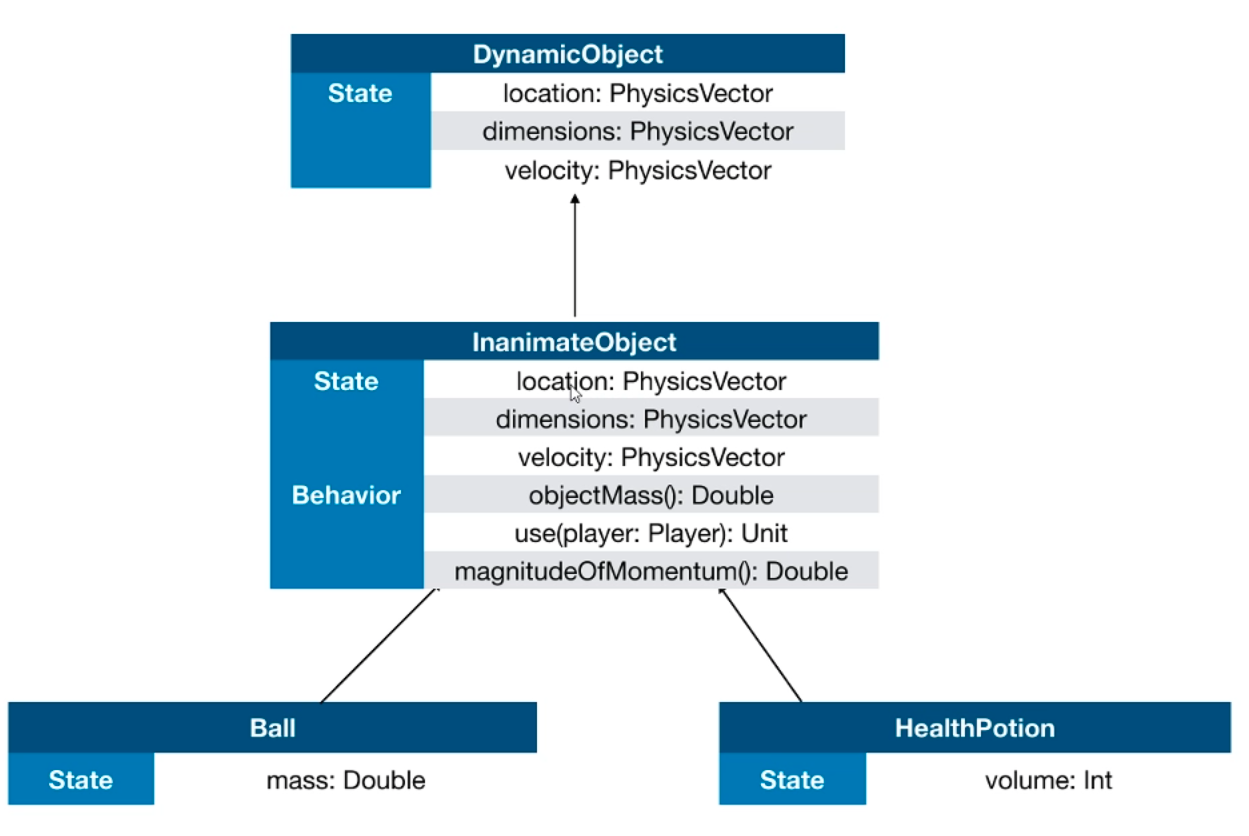 DynamicObject
State
location: PhysicsVector
dimensions: PhysicsVector
velocity: PhysicsVector
InanimateObject
State
location: PhysicsVector
dimensions: PhysicsVector
velocity: PhysicsVector
Behavior
objectMass(): Double
use(player: Player): Unit
magnitudeOfMomentum(): Double
Ball
State
mass: Double
HealthPotion
State
volume: Int